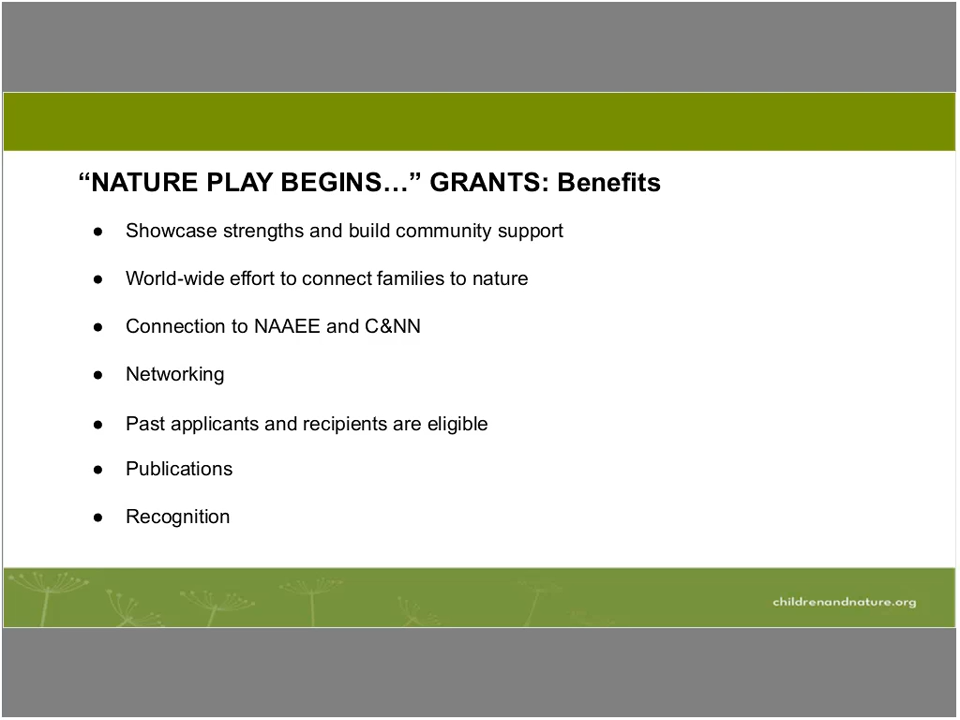 “NATURE PLAY BEGINS…” GRANTS: Benefits
● Showcase strengths and build community support
● World-wide effort to connect families to nature
● Connection to NAAEE and C&NN
● Networking
● Past applicants and recipients are eligible
● Publications
● Recognition
childrenandnature.org